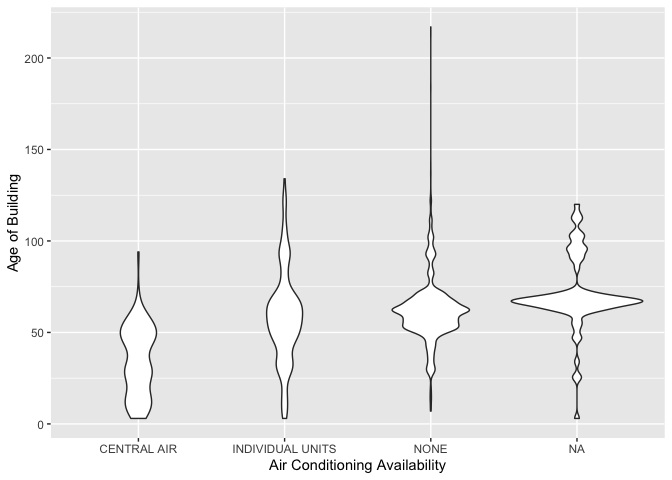 Age of Building
200
150
100
50
0
CENTRAL AIR
INDIVIDUAL UNITS
NONE
NA
Air Conditioning Availability